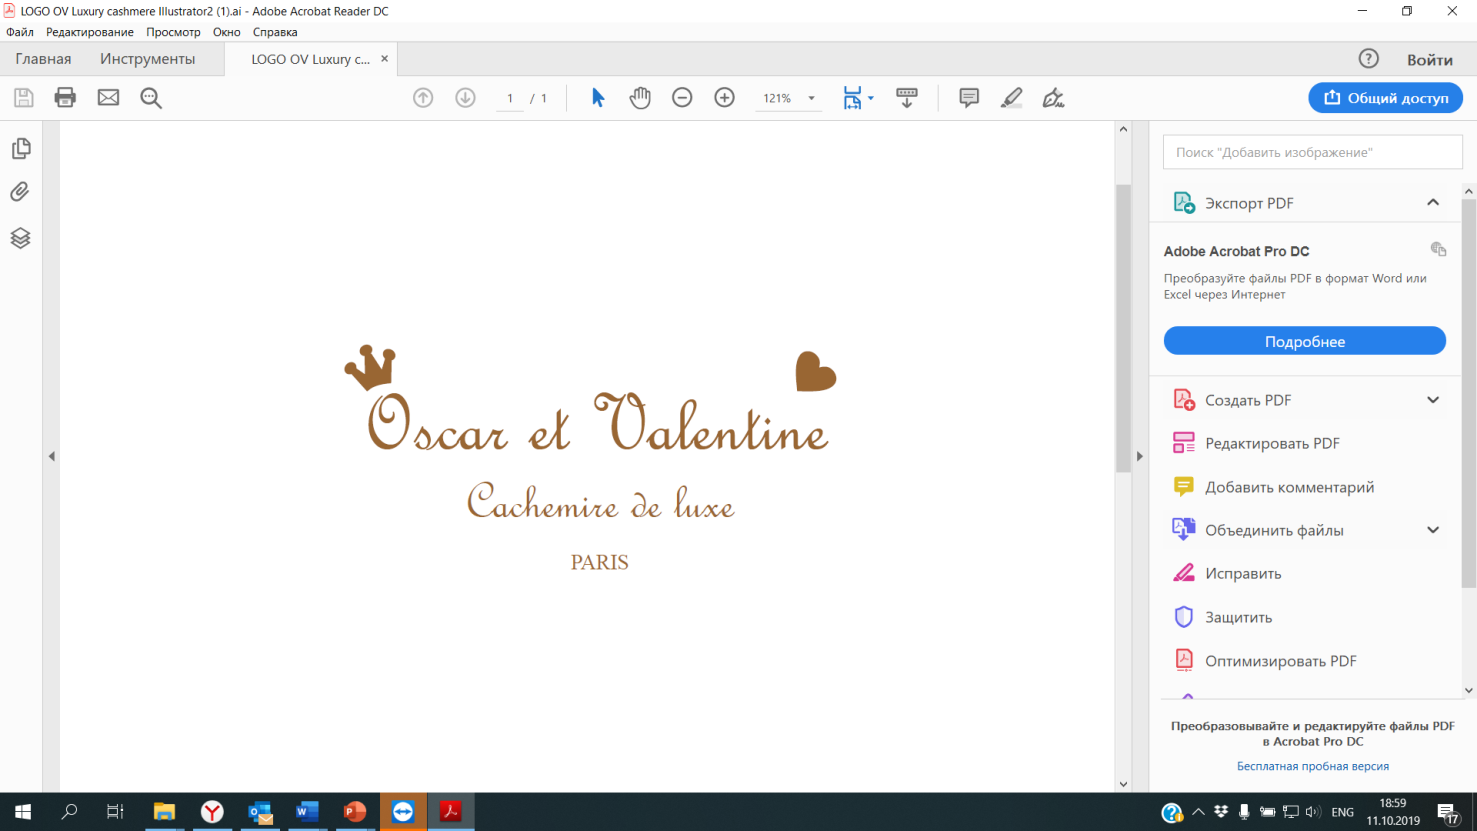 LOGO OV Luxury cashmere Illustrator2 (1).ai - Adobe Acrobat Reader DC
Файл Редактирование Просмотр Окно Справка
Главная Инструменты LOGO OV Luxury c... × ? Войти
1 / 1 121% Общий доступ
Поиск "Добавить изображение"
Экспорт PDF
Adobe Acrobat Pro DC
Преобразуйте файлы PDF в формат Word или
Excel через Интернет
Подробнее
Создать PDF
Редактировать PDF
Добавить комментарий
Объединить файлы
Исправить
Защитить
Оптимизировать PDF
Преобразовывайте и редактируйте файлы PDF
в Acrobat Pro DC
Бесплатная пробная версия
Oscar et Valentine
Cachemire de luxe
PARIS
ENG 18:59
11.10.2019 17